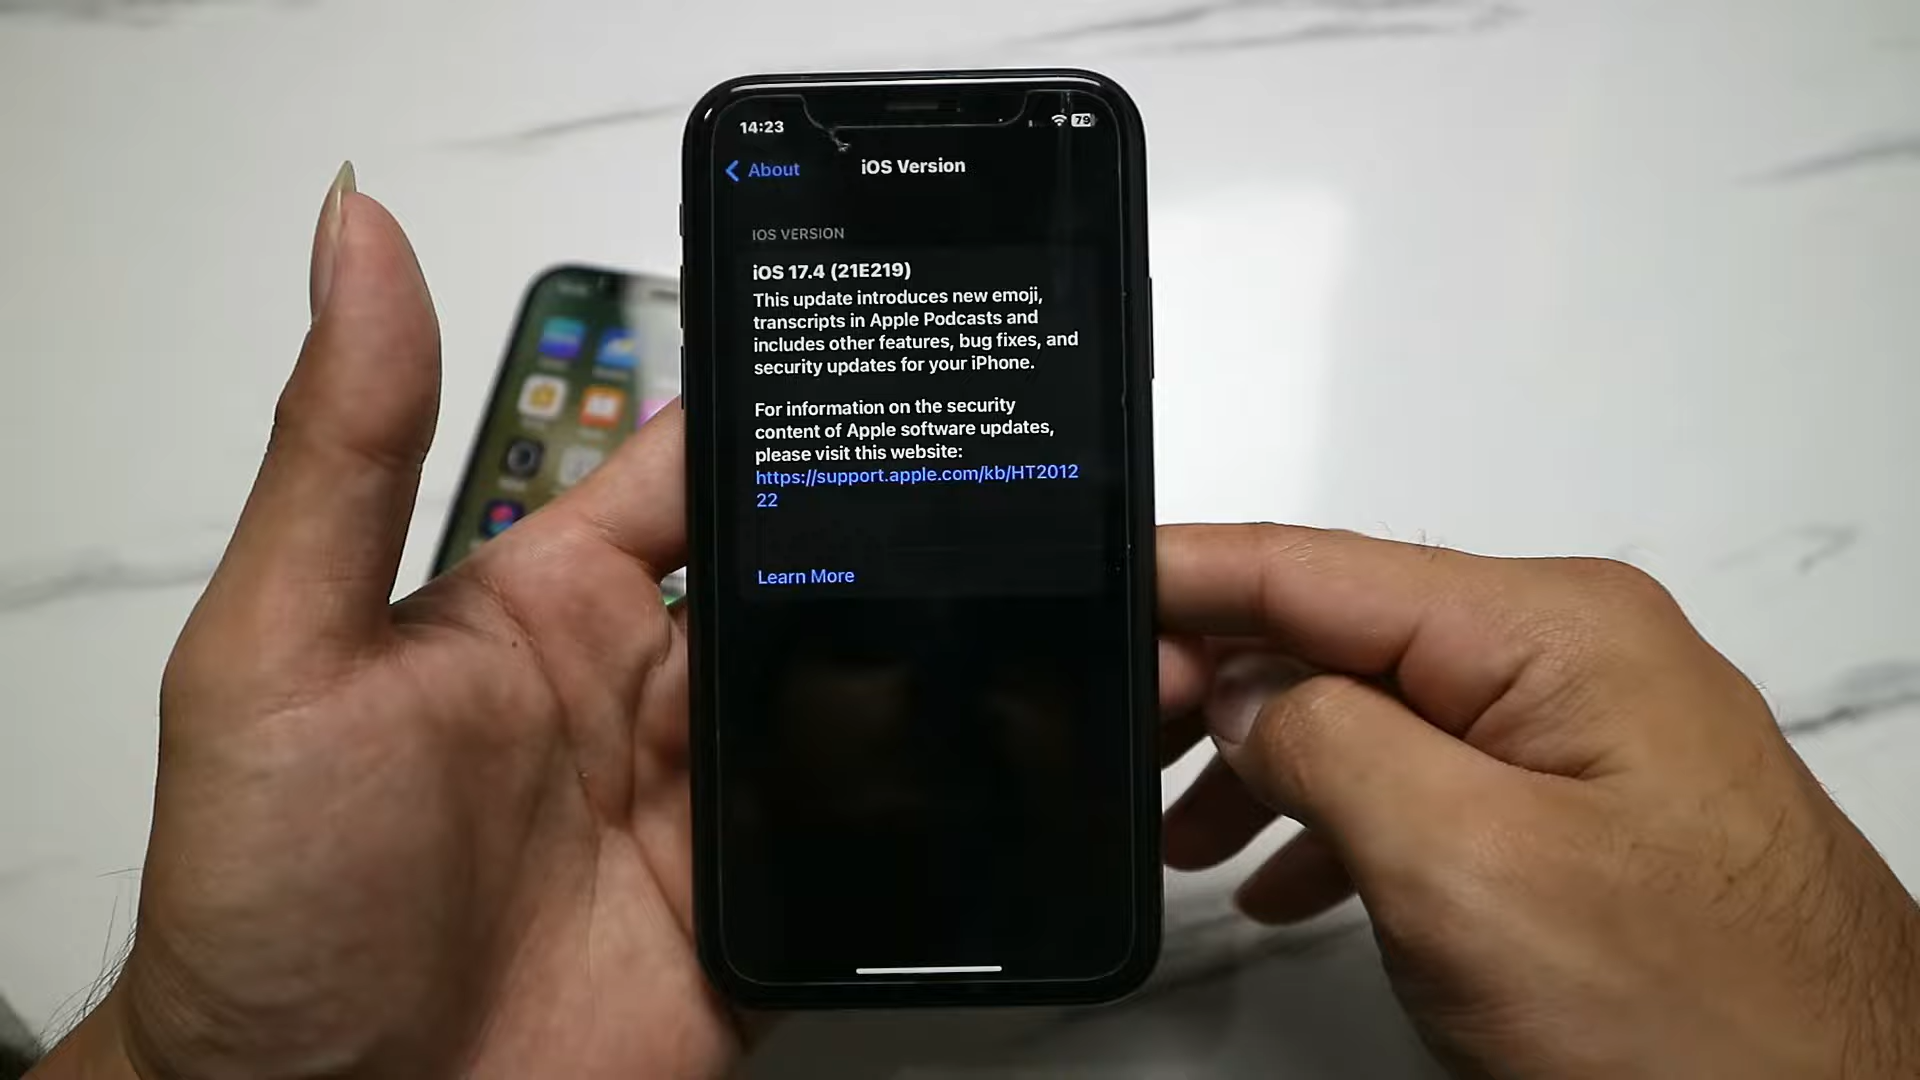 14:23
79
About
iOS Version
IOS VERSION
iOS 17.4 (21E219)
This update introduces new emoji,
transcripts in Apple Podcasts and
includes other features, bug fixes, and
security updates for your iPhone.
For information on the security
content of Apple software updates,
please visit this website:
https://support.apple.com/kb/HT2012
22
Learn More